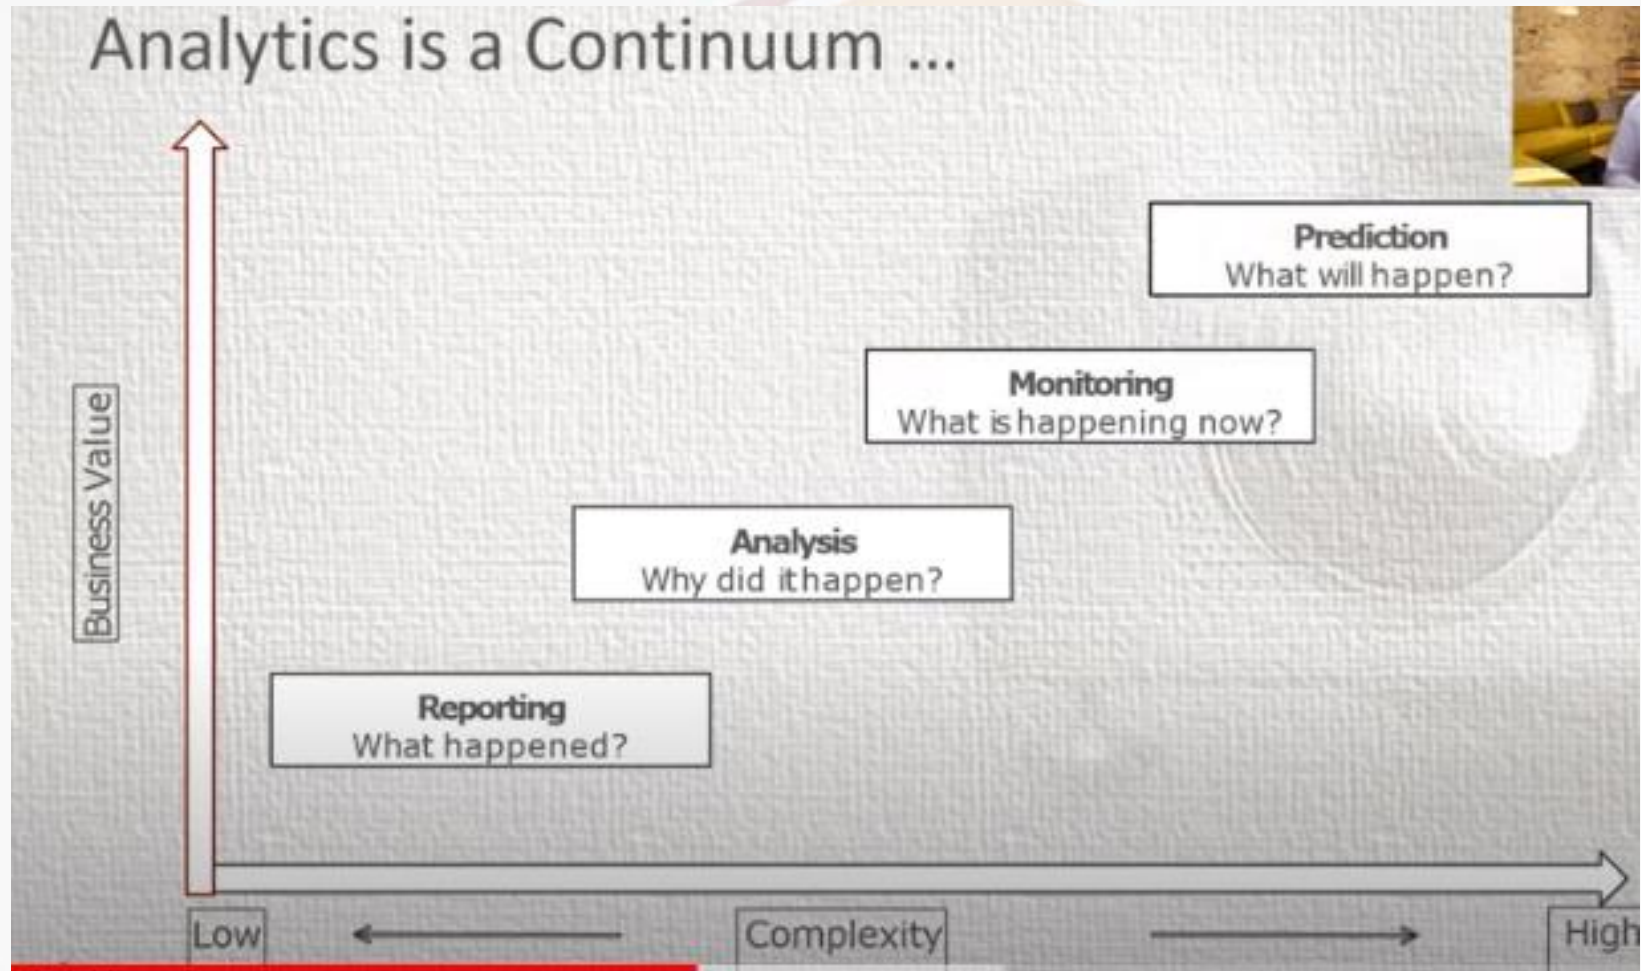 Analytics is a Continuum ...
Prediction
What will happen?
Monitoring
What is happening now?
Analysis
Why did it happen?
Reporting
What happened?
Business Value
Low
Complexity
High